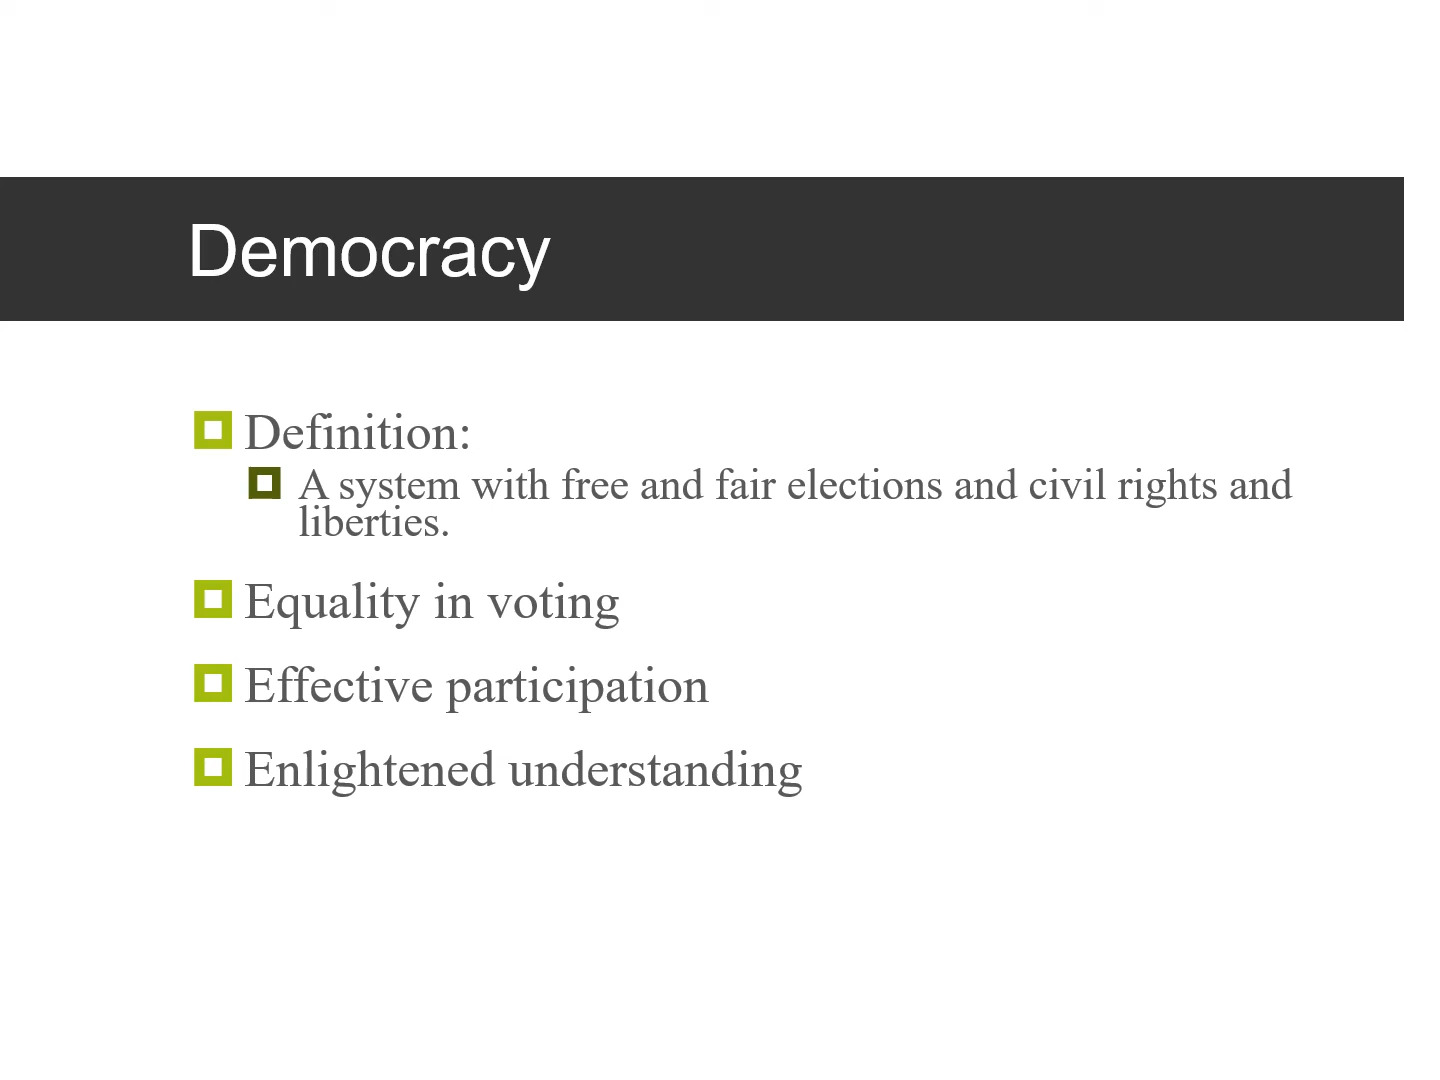 Democracy
Definition:
A system with free and fair elections and civil rights and
liberties.
Equality in voting
Effective participation
Enlightened understanding